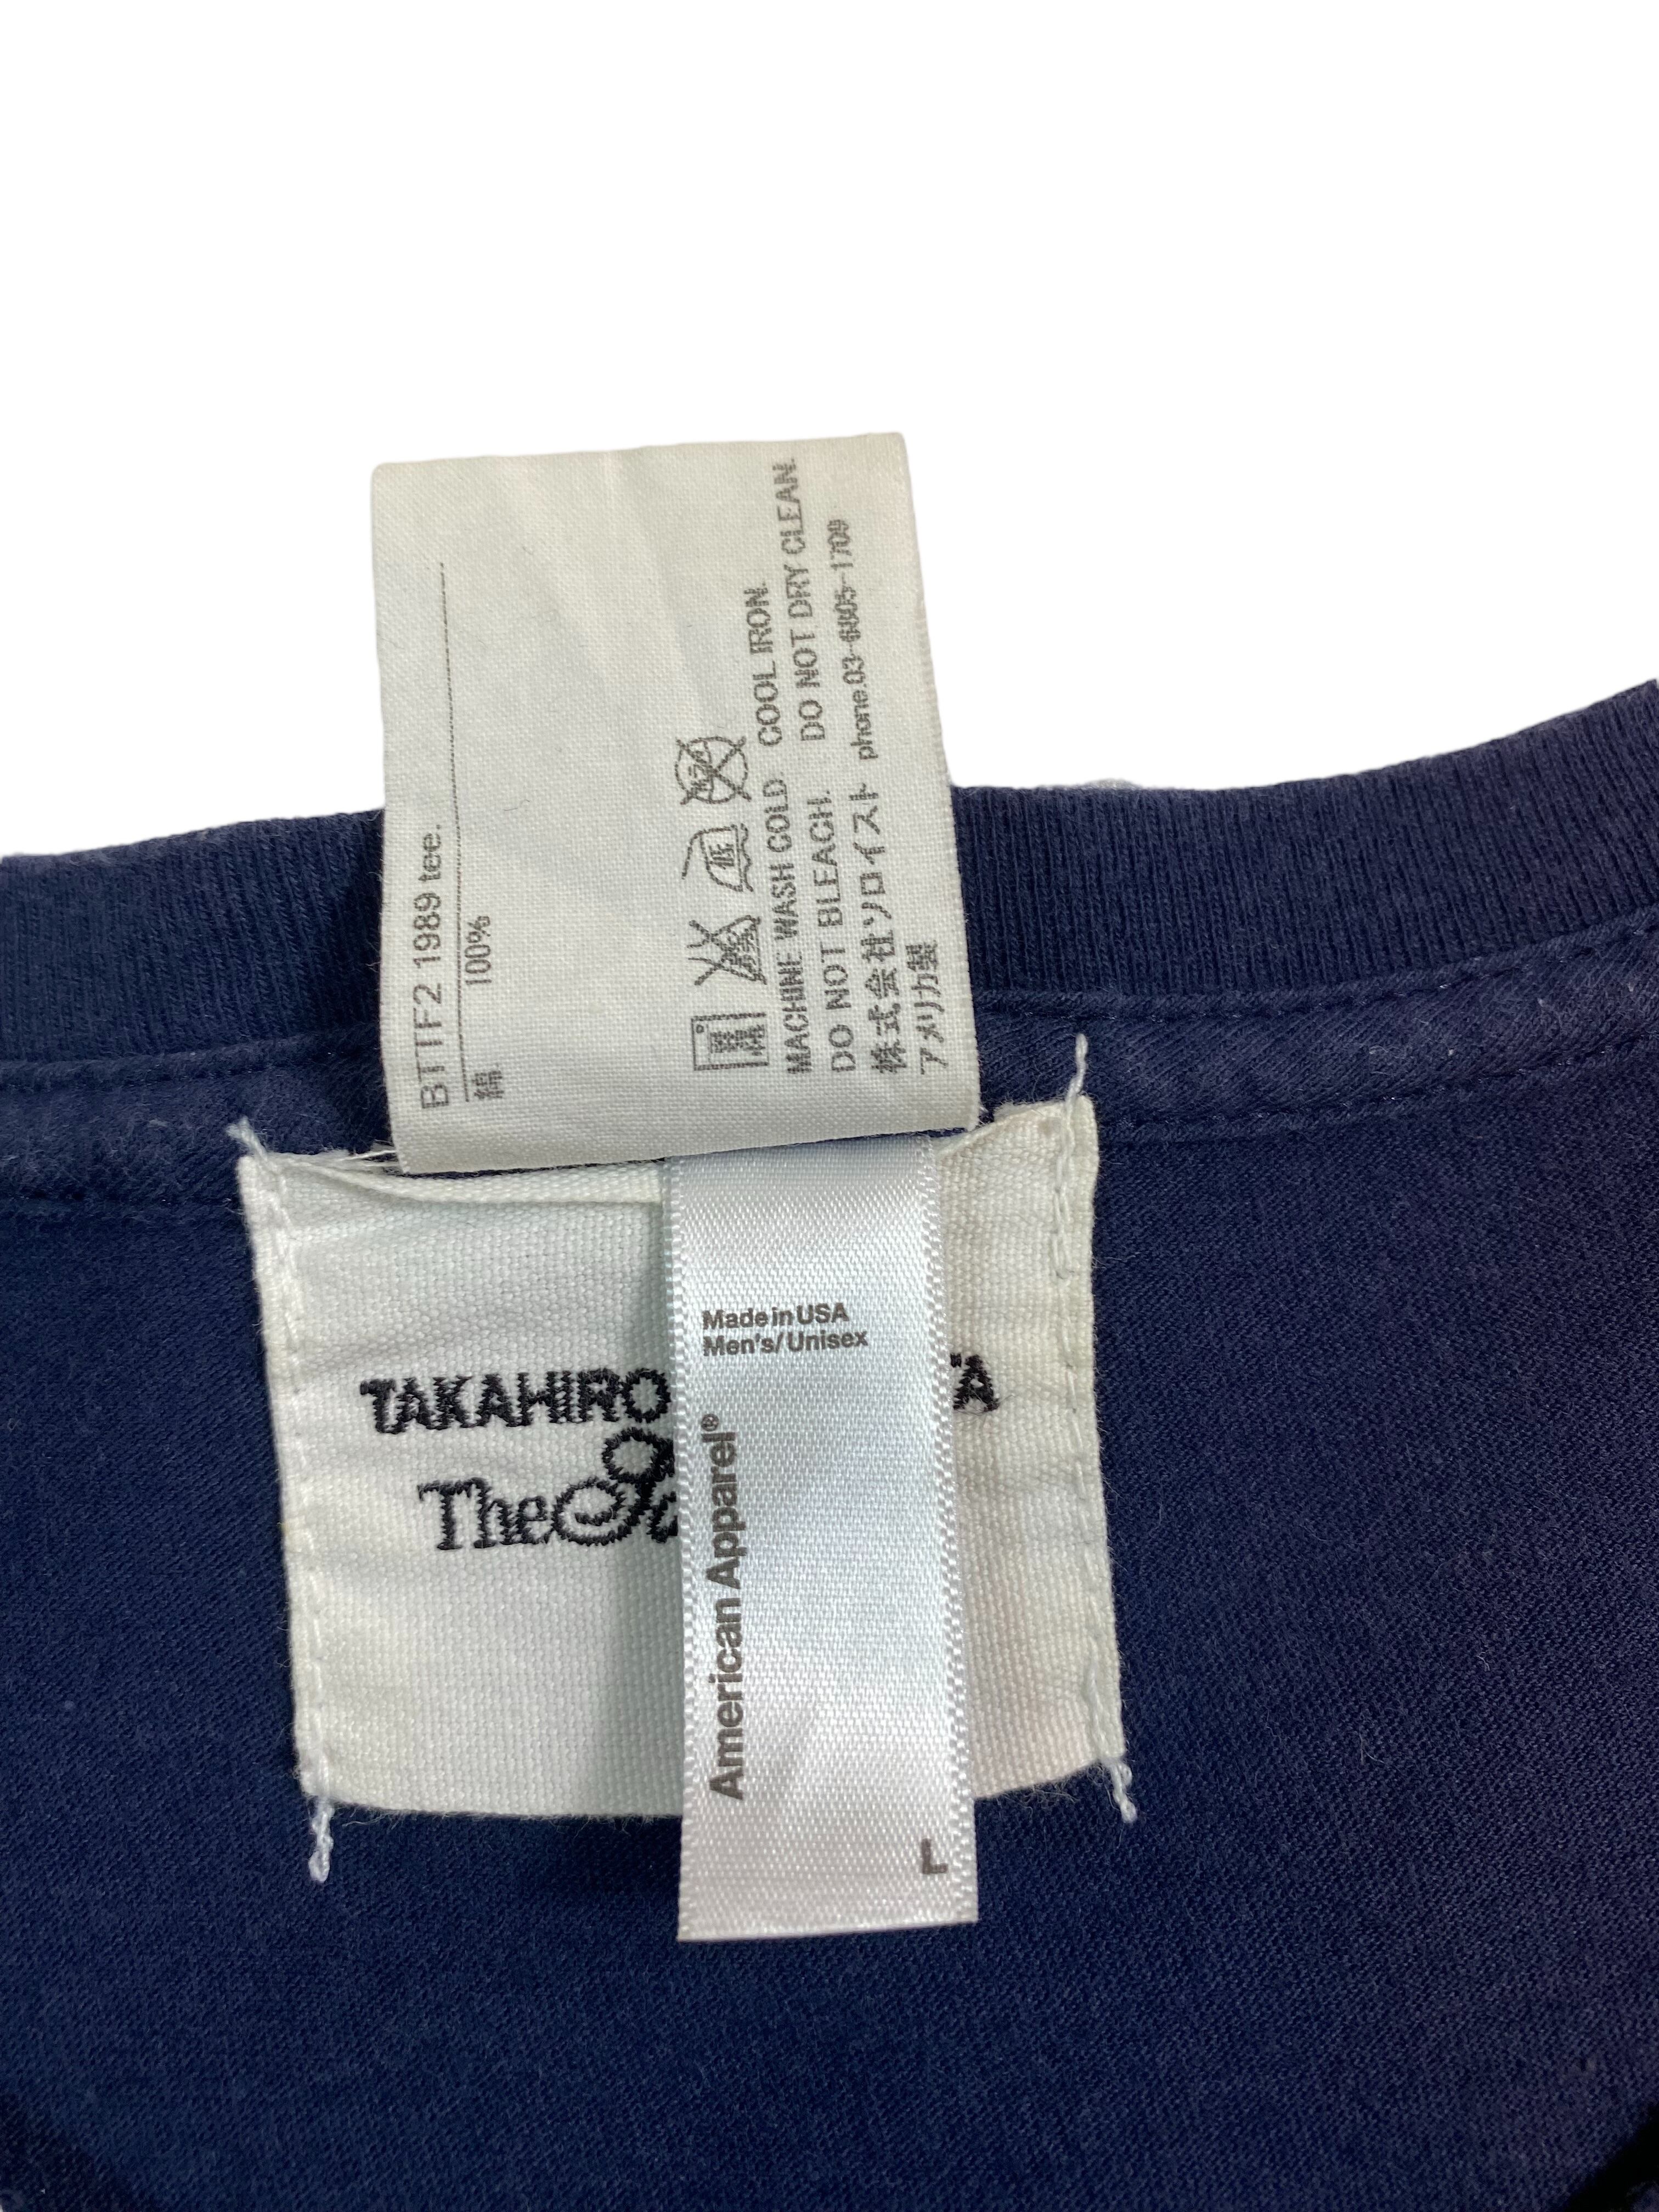 BTTF2 1989 tee.
綿 100%
低
MACHINE WASH COLD COOL IRON.
DO NOT BLEACH. DO NOT DRY CLEAN.
株式会社ソロイスト phone.03-6805-1709
アメリカ製
Made in USA
Men's/Unisex
TAKAHIRO
The
American Apparel®
L